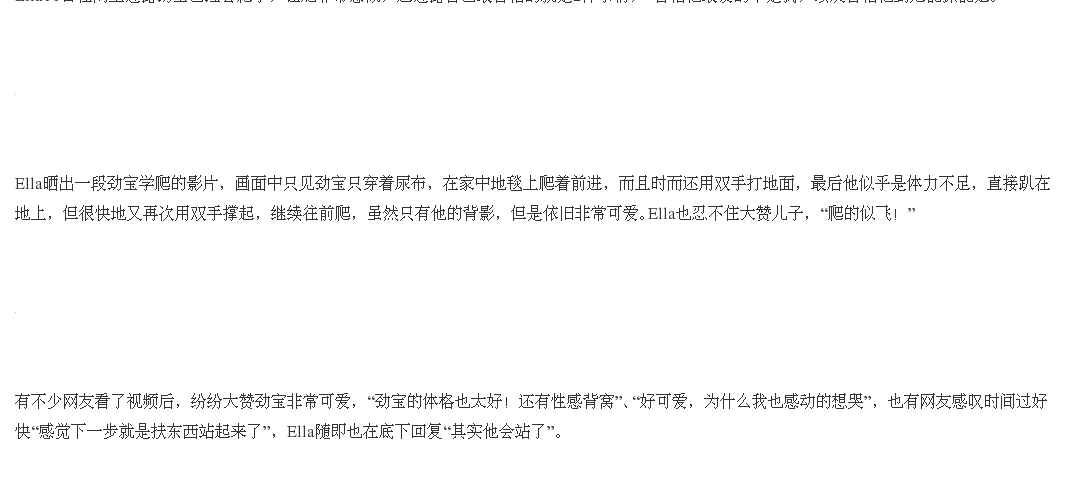 Ella晒出一段劲宝学爬的影片，画面中只见劲宝只穿着尿布，在家中地毯上爬着前进，而且时而还用双手打地面，最后他似乎是体力不足，直接趴在
地上，但很快地又再次用双手撑起，继续往前爬，虽然只有他的背影，但是依旧非常可爱。Ella也忍不住大赞儿子，“爬的似飞！”
有不少网友看了视频后，纷纷大赞劲宝非常可爱，“劲宝的体格也太好！还有性感背窝”、“好可爱，为什么我也感动的想哭”，也有网友感叹时间过好
快“感觉下一步就是扶东西站起来了”，Ella随即也在底下回复“其实他会站了”。